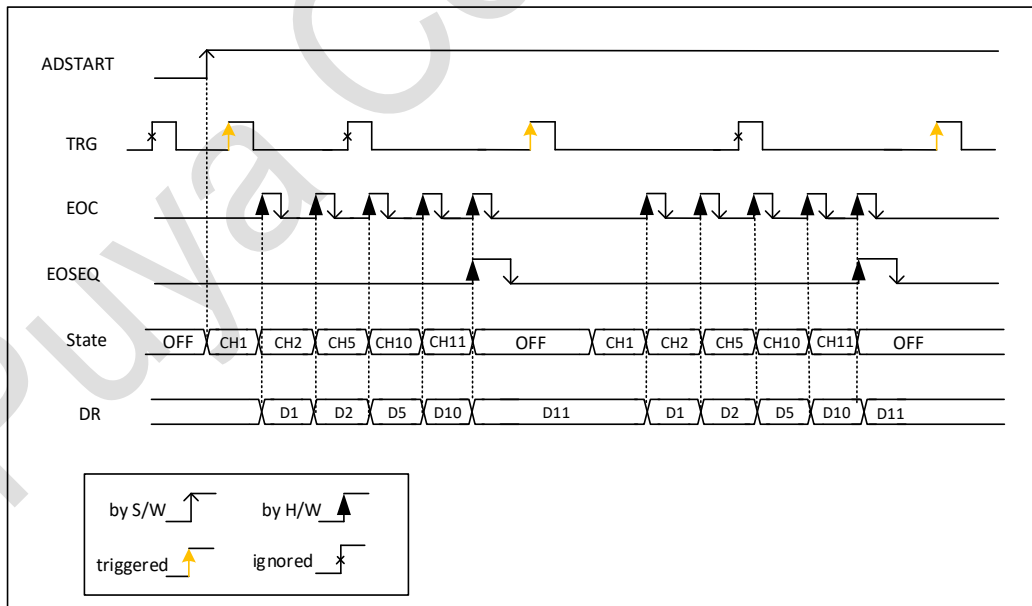 ADSTART
TRG
EOC
EOSEQ
State OFF CH1 CH2 CH5 CH10 CH11 OFF CH1 CH2 CH5 CH10 CH11 OFF
DR D1 D2 D5 D10 D11 D1 D2 D5 D10 D11
by S/W by H/W
triggered ignored
Puya